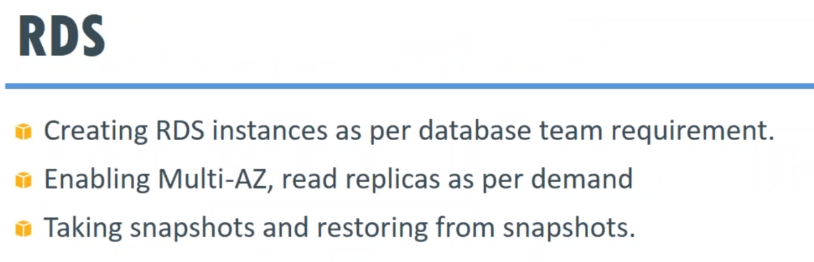 RDS
Creating RDS instances as per database team requirement.
Enabling Multi-AZ, read replicas as per demand
Taking snapshots and restoring from snapshots.